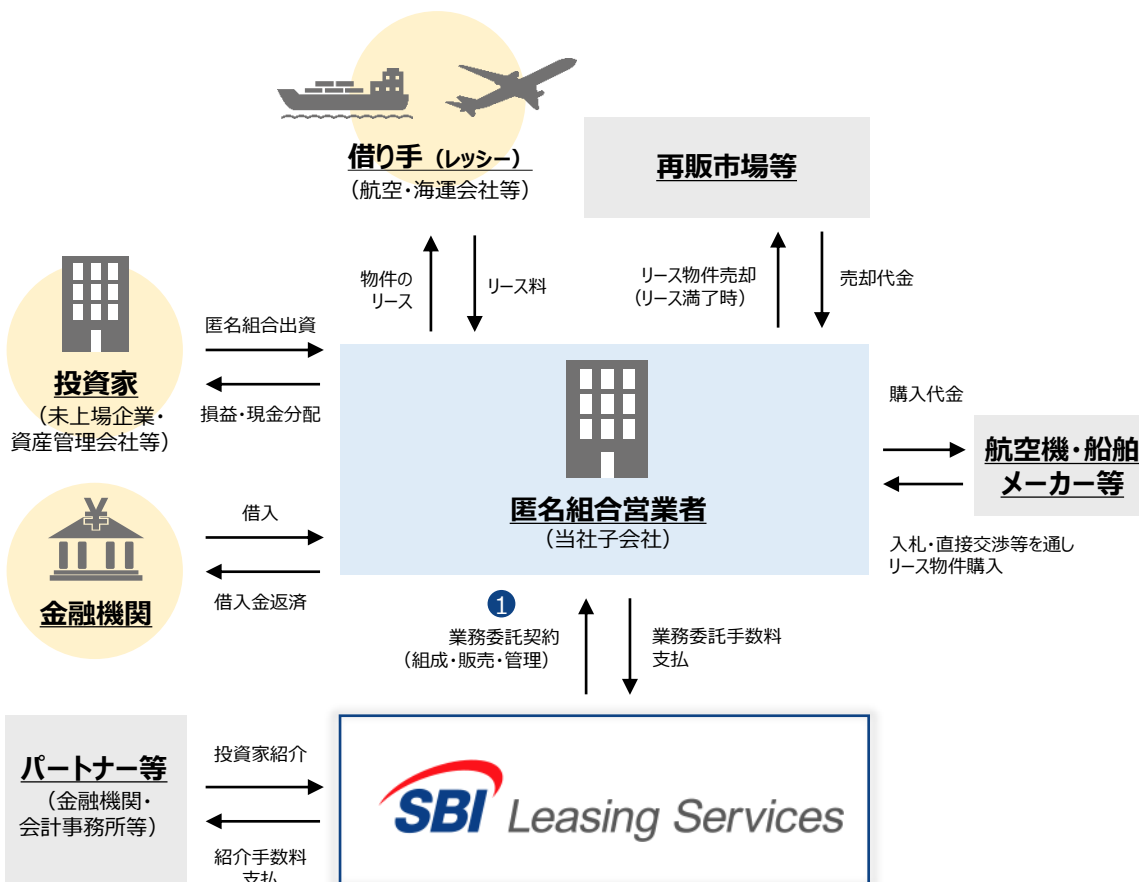 借り手（レッシー）
（航空・海運会社等）
再販市場等
物件の
リース
リース料
リース物件売却
（リース満了時）
売却代金
投資家
（未上場企業・
資産管理会社等）
匿名組合出資
損益・現金分配
匿名組合営業者
（当社子会社）
購入代金
航空機・船舶
メーカー等
入札・直接交渉等を通し
リース物件購入
¥
金融機関
借入
借入金返済
1
業務委託契約
（組成・販売・管理）
業務委託手数料
支払
パートナー等
（金融機関・
会計事務所等）
投資家紹介
紹介手数料
支払
SBI Leasing Services